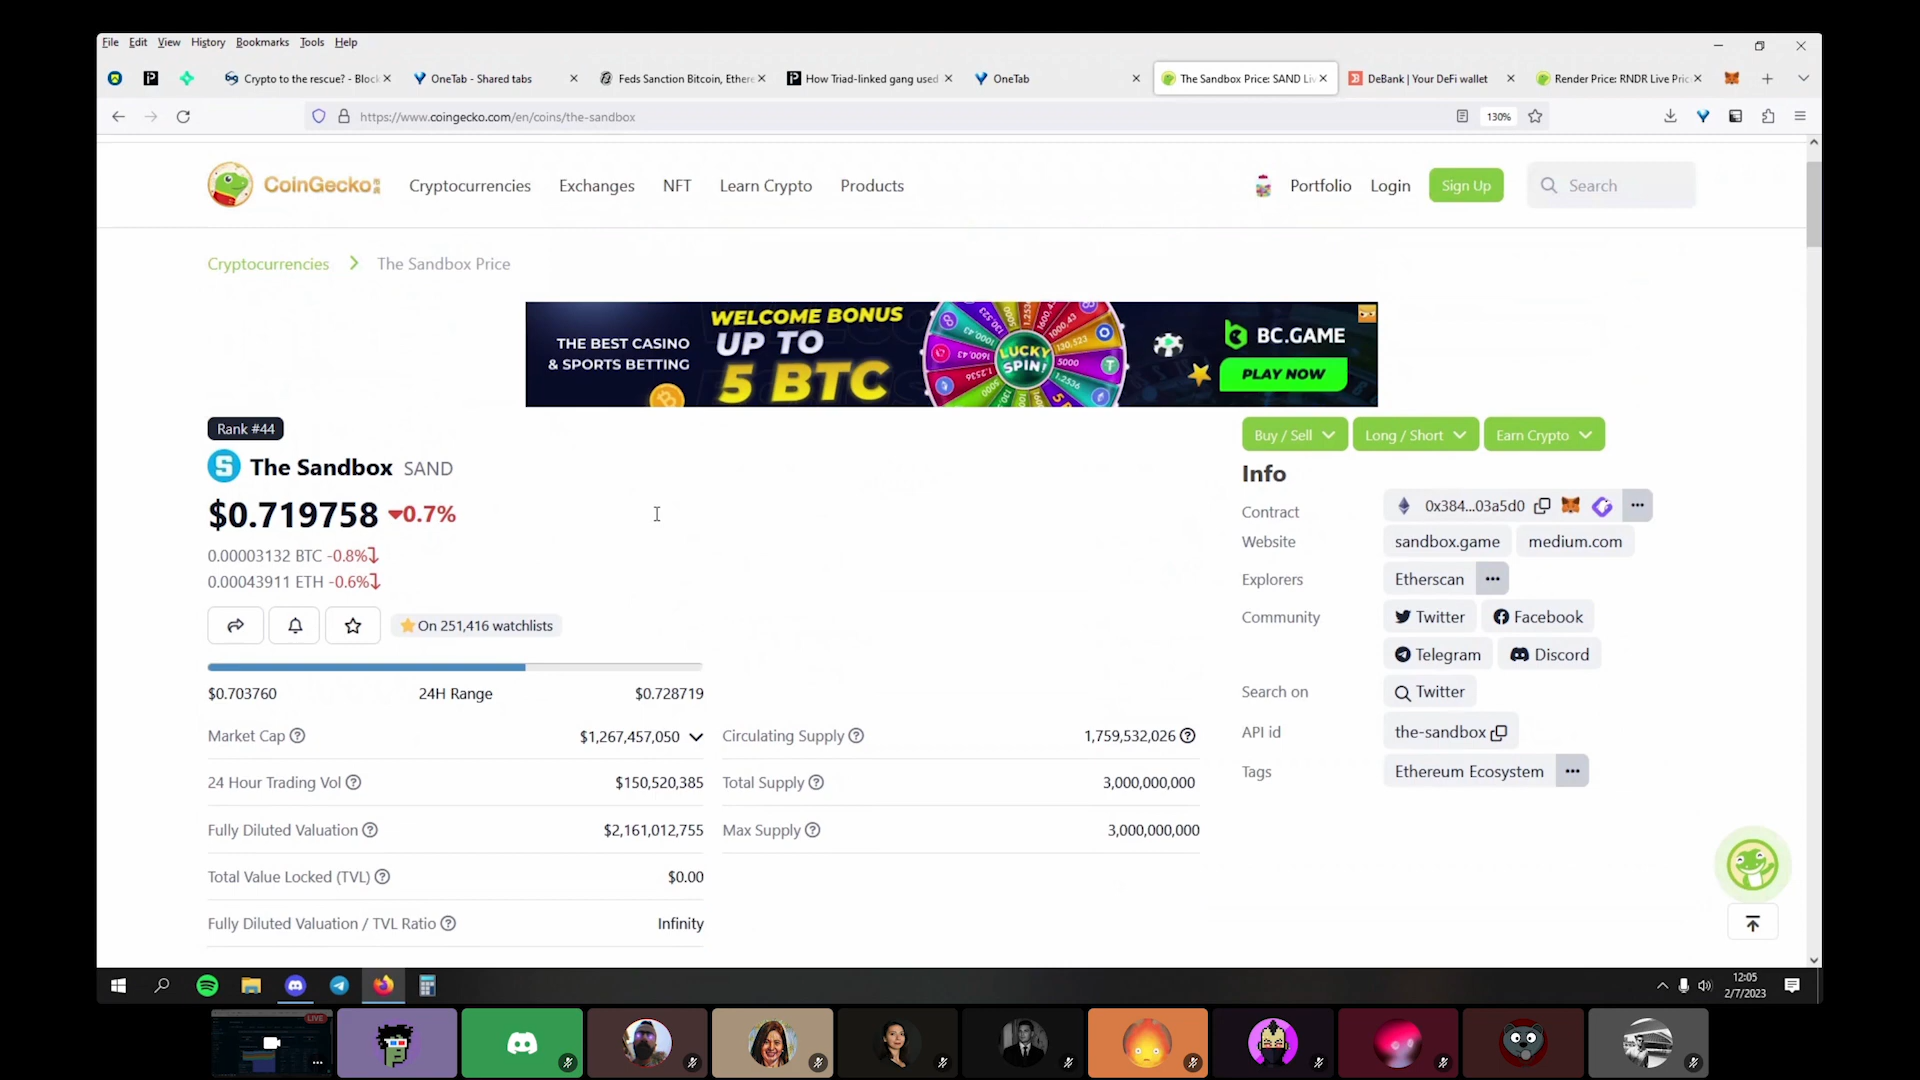 File Edit View History Bookmarks Tools Help
Crypto to the rescue? - Block
OneTab - Shared tabs
Feds Sanction Bitcoin, Ethere
How Triad-linked gang used
OneTab
The Sandbox Price: SAND Liv
DeBank | Your DeFi wallet
Render Price: RNDR Live Pric
https://www.coingecko.com/en/coins/the-sandbox
130%
CoinGecko
Cryptocurrencies Exchanges NFT Learn Crypto Products
Portfolio Login Sign Up Search
Cryptocurrencies The Sandbox Price
THE BEST CASINO
& SPORTS BETTING
WELCOME BONUS
UP TO
5 BTC
LUCKY
SPIN!
BC.GAME
PLAY NOW
Rank #44
The Sandbox SAND
$0.719758 0.7%
0.00003132 BTC -0.8%
0.00043911 ETH -0.6%
On 251,416 watchlists
$0.703760 24H Range $0.728719
Market Cap $1,267,457,050
24 Hour Trading Vol $150,520,385
Fully Diluted Valuation $2,161,012,755
Total Value Locked (TVL) $0.00
Fully Diluted Valuation / TVL Ratio Infinity
Circulating Supply 1,759,532,026
Total Supply 3,000,000,000
Max Supply 3,000,000,000
Buy / Sell Long / Short Earn Crypto
Info
Contract 0x384...03a5d0
Website sandbox.game medium.com
Explorers Etherscan
Community Twitter Facebook
Telegram Discord
Search on Twitter
API id the-sandbox
Tags Ethereum Ecosystem
12:05
2/7/2023
LIVE